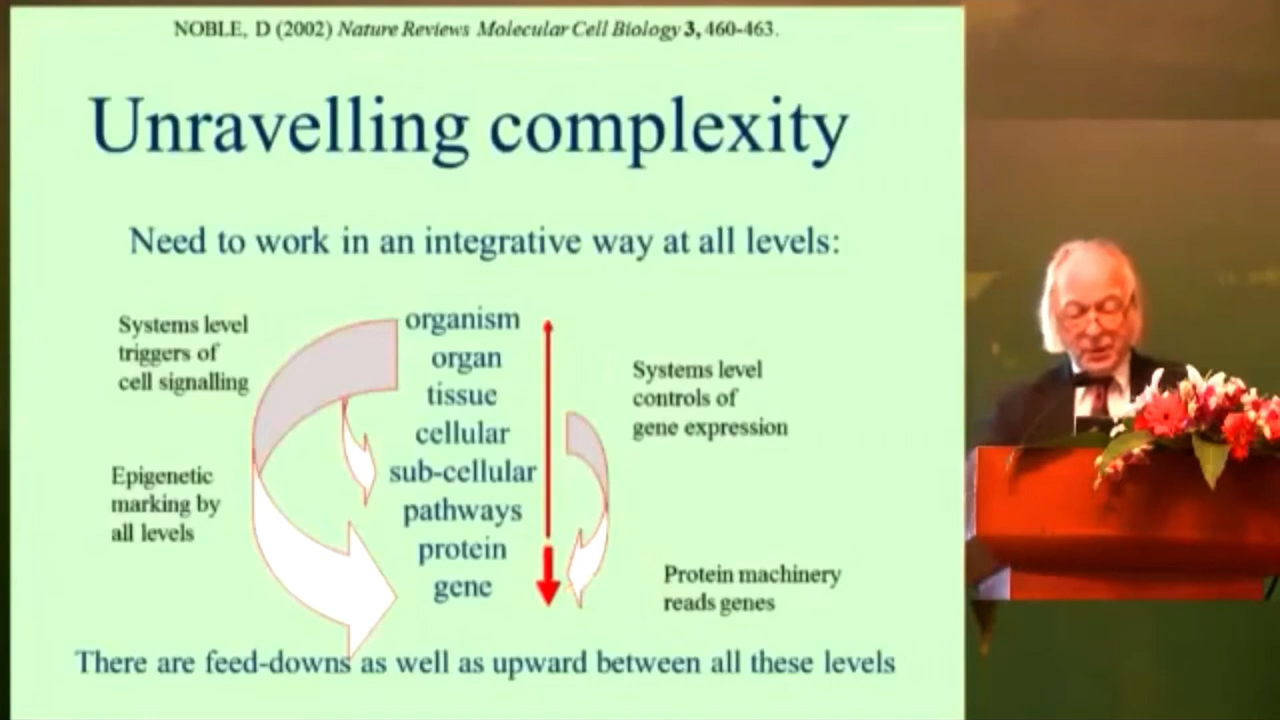 NOBLE, D (2002) Nature Reviews Molecular Cell Biology 3, 460-463.
Unravelling complexity
Need to work in an integrative way at all levels:
Systems level
triggers of
cell signalling
Epigenetic
marking by
all levels
organism
organ
tissue
cellular
sub-cellular
pathways
protein
gene
Systems level
controls of
gene expression
Protein machinery
reads genes
There are feed-downs as well as upward between all these levels